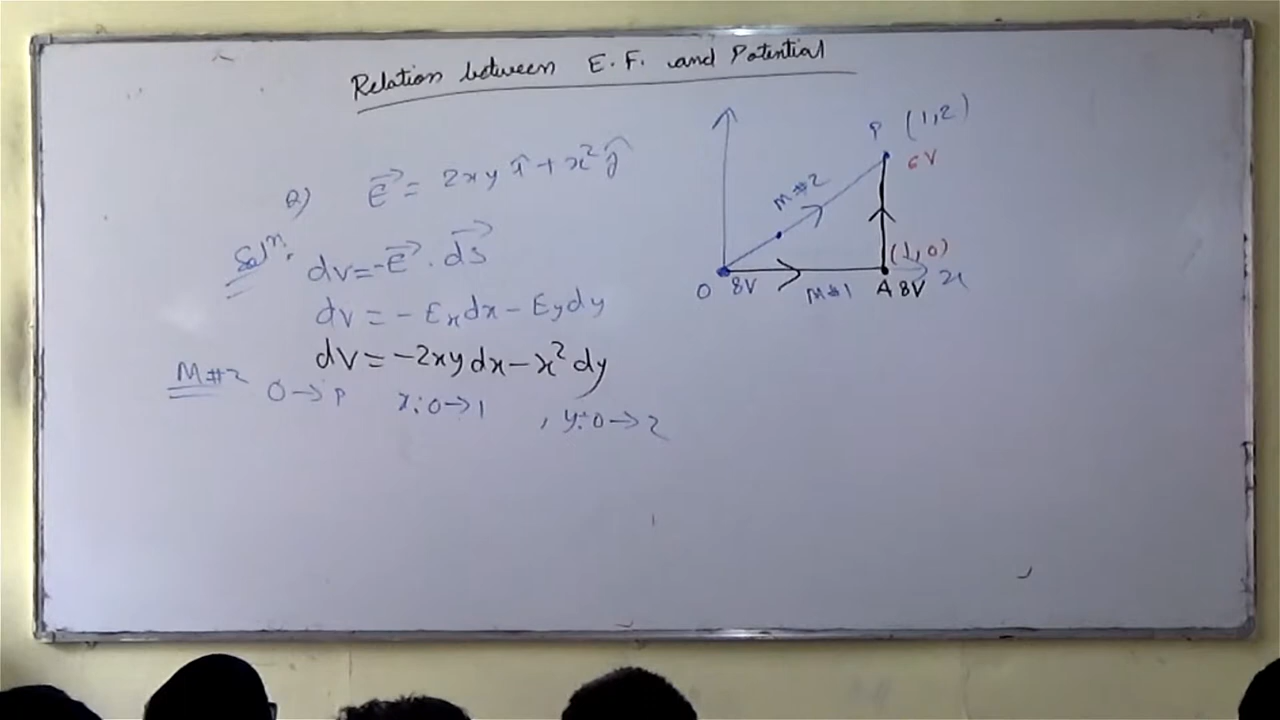 Relation between E.F. and Potential
Q) E⃗ = 2xy î + x² ĵ
Solⁿ:
dv = -E⃗ . ds⃗
dv = - Exdx - Eydy
dv = -2xy dx - x² dy
M#2 O→P x:0→1 , y:0→2
P (1,2)
6V
M#2
(1,0)
O 8V M#1 A 8V x